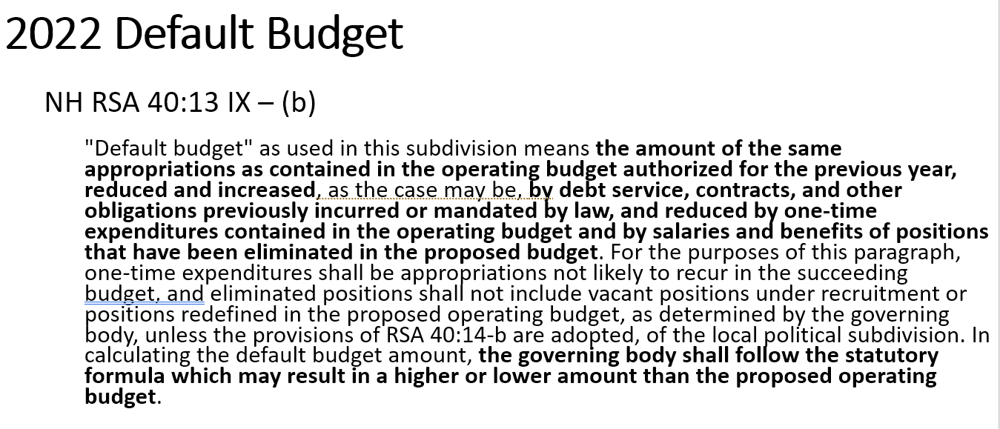 2022 Default Budget
NH RSA 40:13 IX – (b)
"Default budget" as used in this subdivision means the amount of the same
appropriations as contained in the operating budget authorized for the previous year,
reduced and increased, as the case may be, by debt service, contracts, and other
obligations previously incurred or mandated by law, and reduced by one-time
expenditures contained in the operating budget and by salaries and benefits of positions
that have been eliminated in the proposed budget. For the purposes of this paragraph,
one-time expenditures shall be appropriations not likely to recur in the succeeding
budget, and eliminated positions shall not include vacant positions under recruitment or
positions redefined in the proposed operating budget, as determined by the governing
body, unless the provisions of RSA 40:14-b are adopted, of the local political subdivision. In
calculating the default budget amount, the governing body shall follow the statutory
formula which may result in a higher or lower amount than the proposed operating
budget.